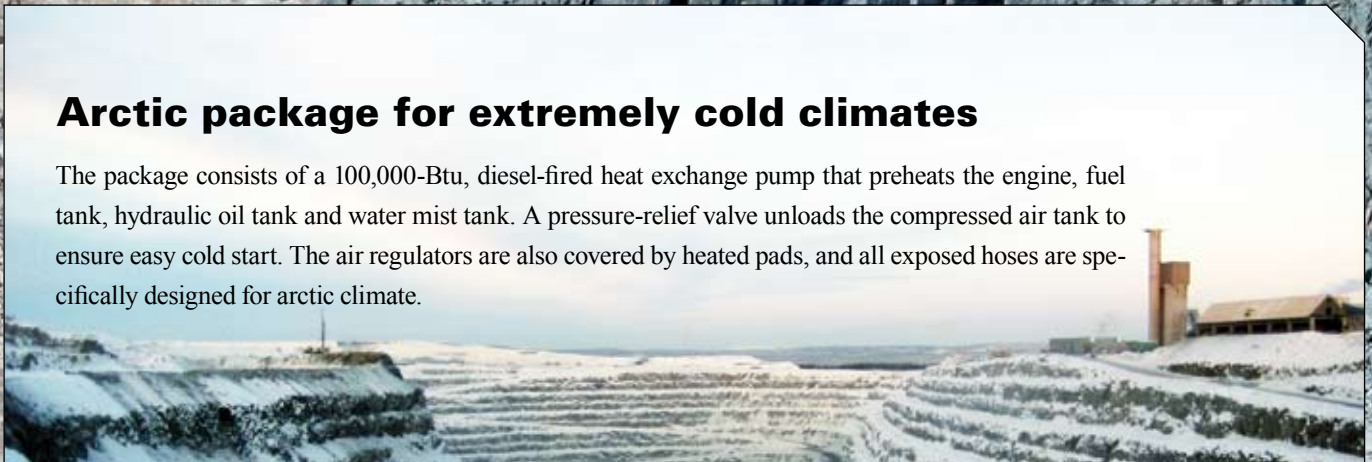 Arctic package for extremely cold climates
The package consists of a 100,000-Btu, diesel-fired heat exchange pump that preheats the engine, fuel
tank, hydraulic oil tank and water mist tank. A pressure-relief valve unloads the compressed air tank to
ensure easy cold start. The air regulators are also covered by heated pads, and all exposed hoses are spe-
cifically designed for arctic climate.